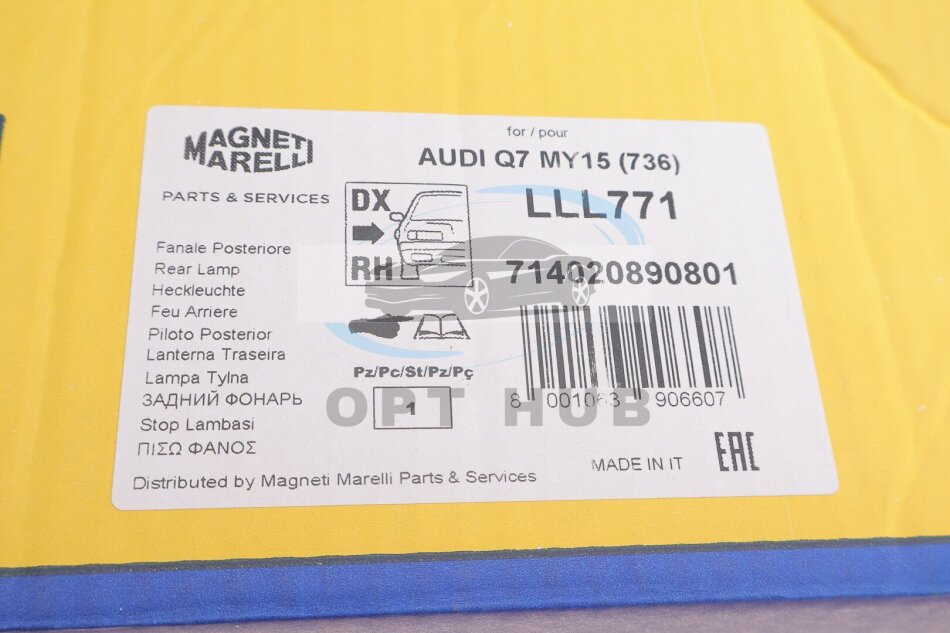 MAGNETI
MARELLI
PARTS & SERVICES
for / pour
AUDI Q7 MY15 (736)
LLL771
714020890801
DX
RH
Fanale Posteriore
Rear Lamp
Heckleuchte
Feu Arriere
Piloto Posterior
Lanterna Traseira
Lampa Tylna
ЗАДНИЙ ФОНАРЬ
Stop Lambasi
ΠΙΣΩ ΦΑΝΟΣ
Pz/Pc/St/Pz/Pç
1
8 001063 906607
OPT HUB
MADE IN IT
EAC
Distributed by Magneti Marelli Parts & Services